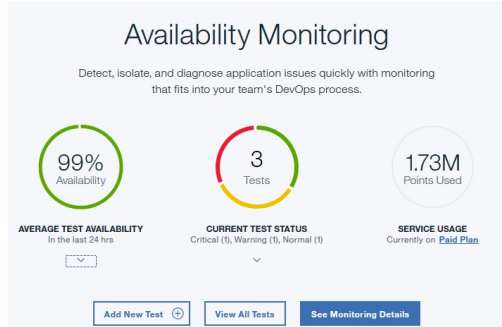 Availability Monitoring
Detect, isolate, and diagnose application issues quickly with monitoring
that fits into your team's DevOps process.
99%
Availability
3
Tests
1.73M
Points Used
AVERAGE TEST AVAILABILITY
In the last 24 hrs
CURRENT TEST STATUS
Critical (1), Warning (1), Normal (1)
SERVICE USAGE
Currently on Paid Plan
Add New Test
View All Tests
See Monitoring Details